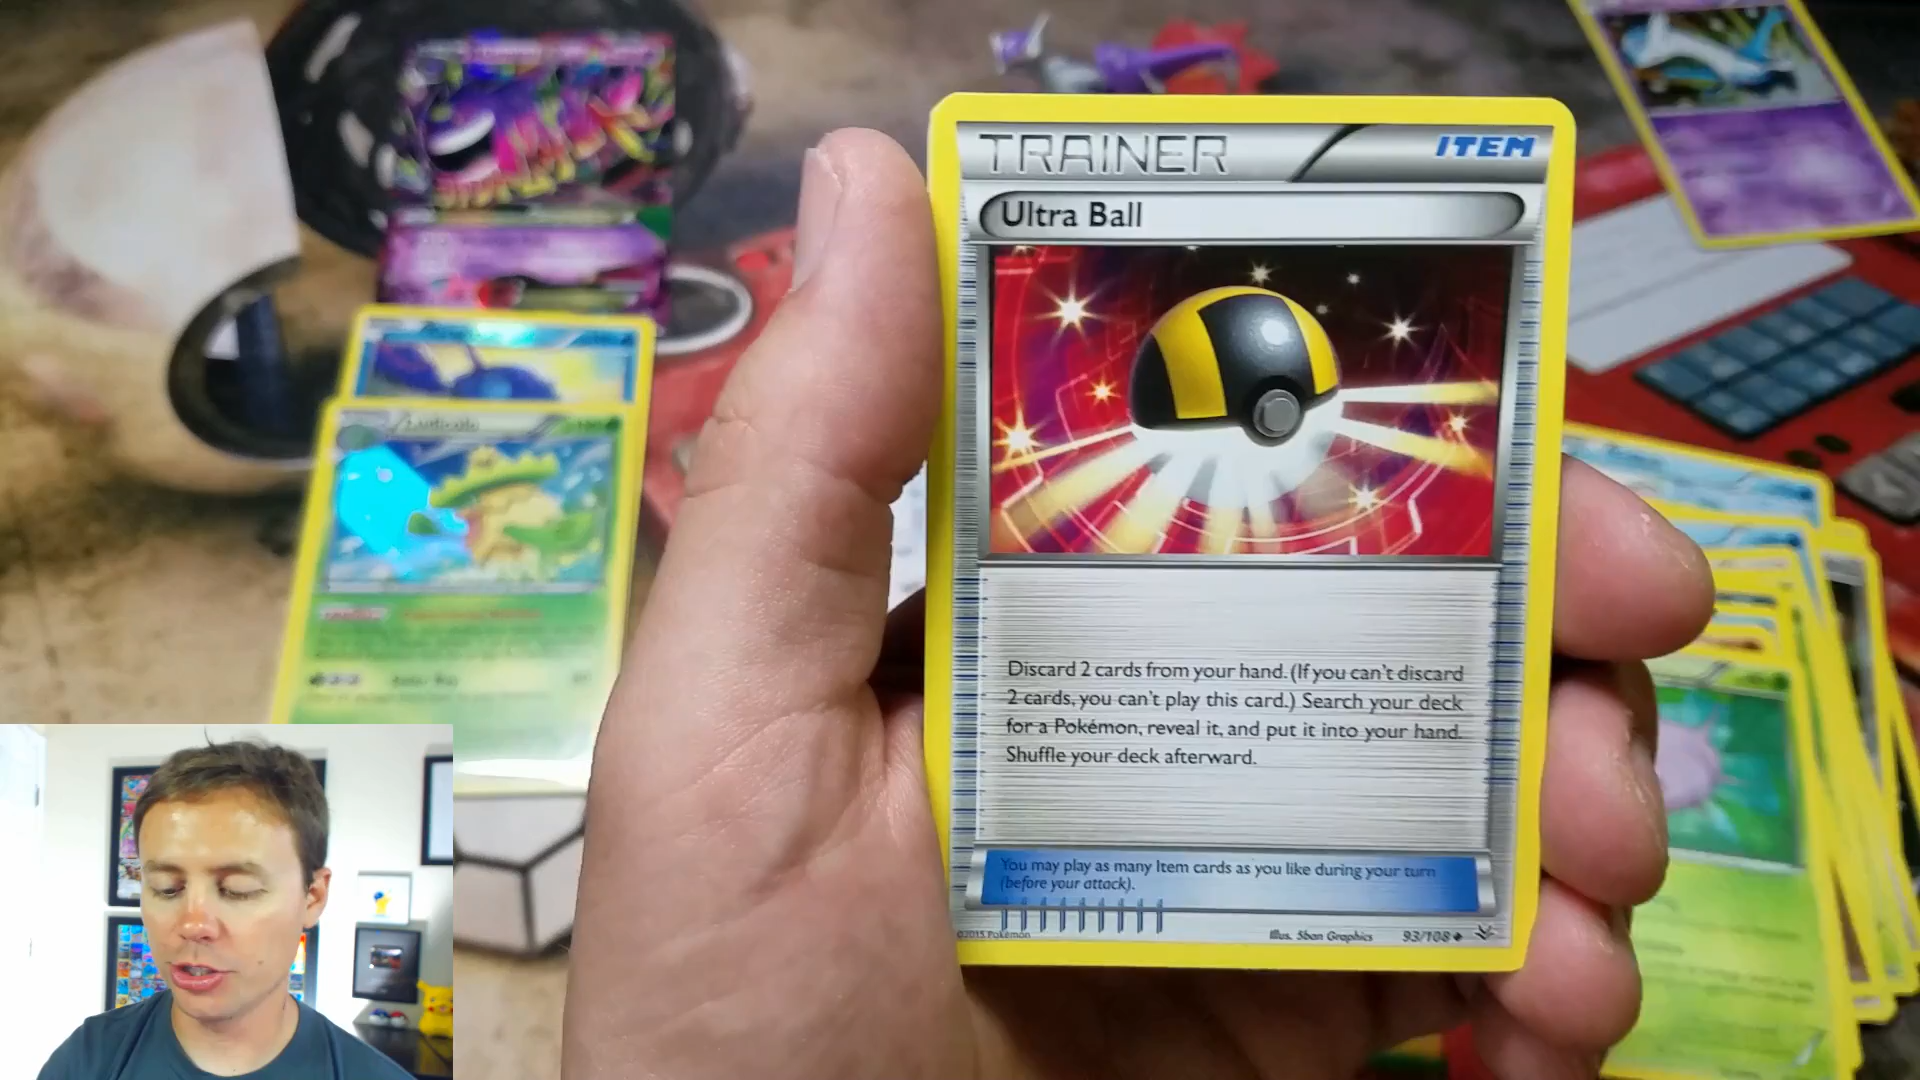 TRAINER
ITEM
Ultra Ball
Discard 2 cards from your hand. (If you can't discard
2 cards, you can't play this card.) Search your deck
for a Pokémon, reveal it, and put it into your hand.
Shuffle your deck afterward.
You may play as many Item cards as you like during your turn
(before your attack).
©2015 Pokémon
Illus. 5ban Graphics
93/108
Ludicolo